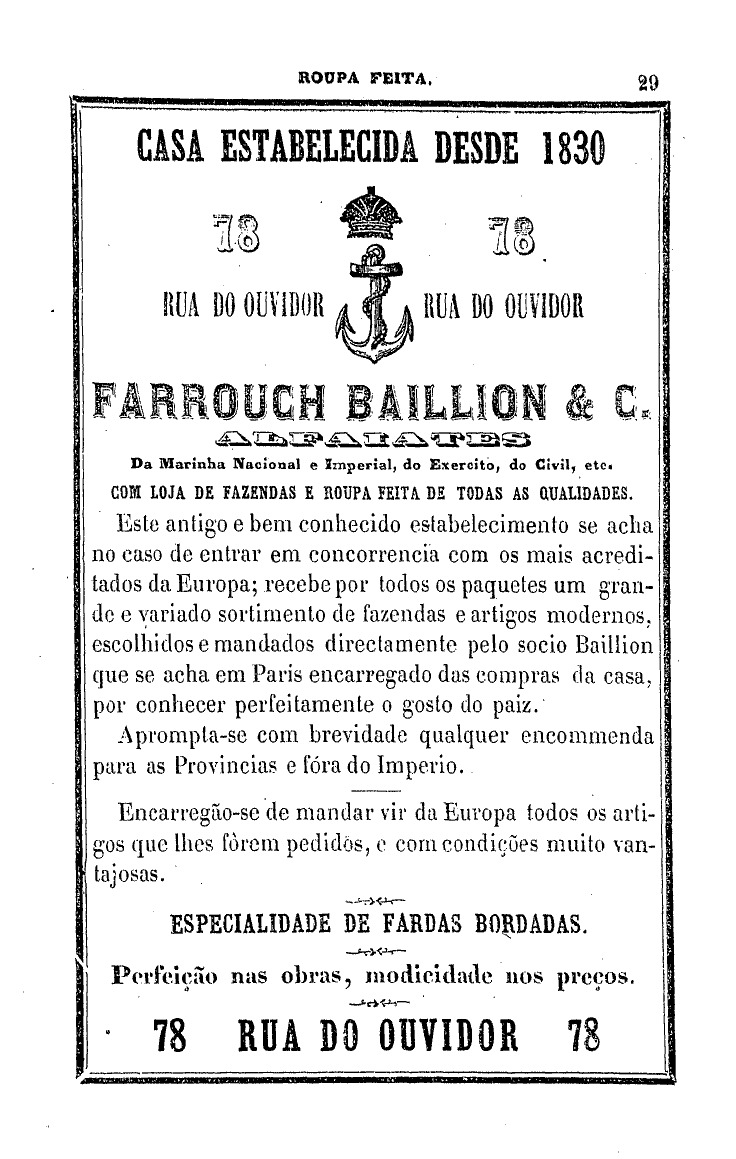 ROUPA FEITA. 29
CASA ESTABELECIDA DESDE 1830
78 78
RUA DO OUVIDOR RUA DO OUVIDOR
FARROUCH BAILLION & C.
ALFAIATES
Da Marinha Nacional e Imperial, do Exercito, do Civil, etc.
COM LOJA DE FAZENDAS E ROUPA FEITA DE TODAS AS QUALIDADES.
Este antigo e bem conhecido estabelecimento se acha
no caso de entrar em concorrencia com os mais acredi-
tados da Europa; recebe por todos os paquetes um gran-
de e variado sortimento de fazendas e artigos modernos,
escolhidos e mandados directamente pelo socio Baillion
que se acha em Paris encarregado das compras da casa,
por conhecer perfeitamente o gosto do paiz.
Aprompta-se com brevidade qualquer encommenda
para as Provincias e fóra do Imperio.
Encarregão-se de mandar vir da Europa todos os arti-
gos que lhes fôrem pedidos, e com condições muito van-
tajosas.
ESPECIALIDADE DE FARDAS BORDADAS.
Perfeição nas obras, modicidade nos preços.
78 RUA DO OUVIDOR 78